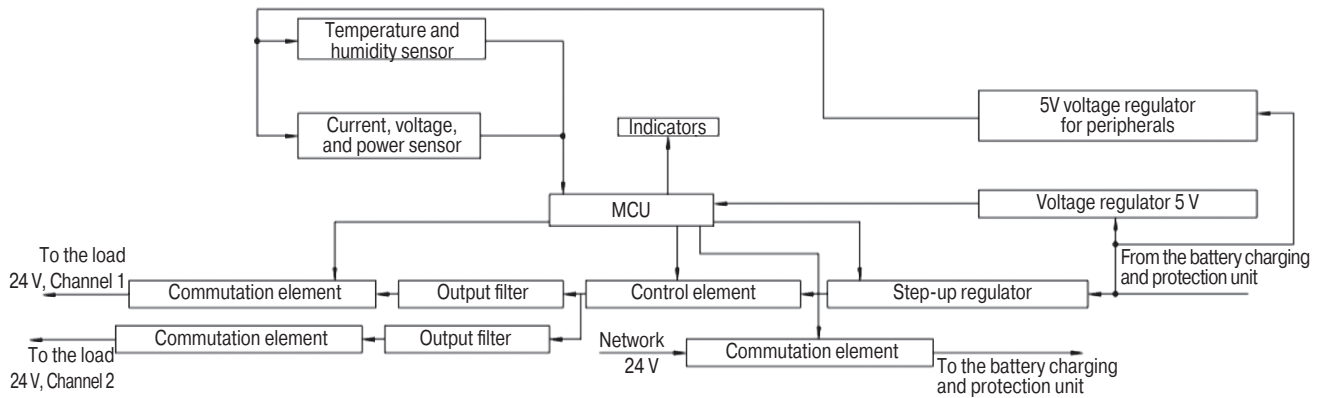 Temperature and
humidity sensor
5V voltage regulator
for peripherals
Current, voltage,
and power sensor
Indicators
MCU
Voltage regulator 5 V
To the load
24 V, Channel 1
From the battery charging
and protection unit
Commutation element
Output filter
Control element
Step-up regulator
Commutation element
Output filter
Network
24 V
Commutation element
To the load
24 V, Channel 2
To the battery charging
and protection unit